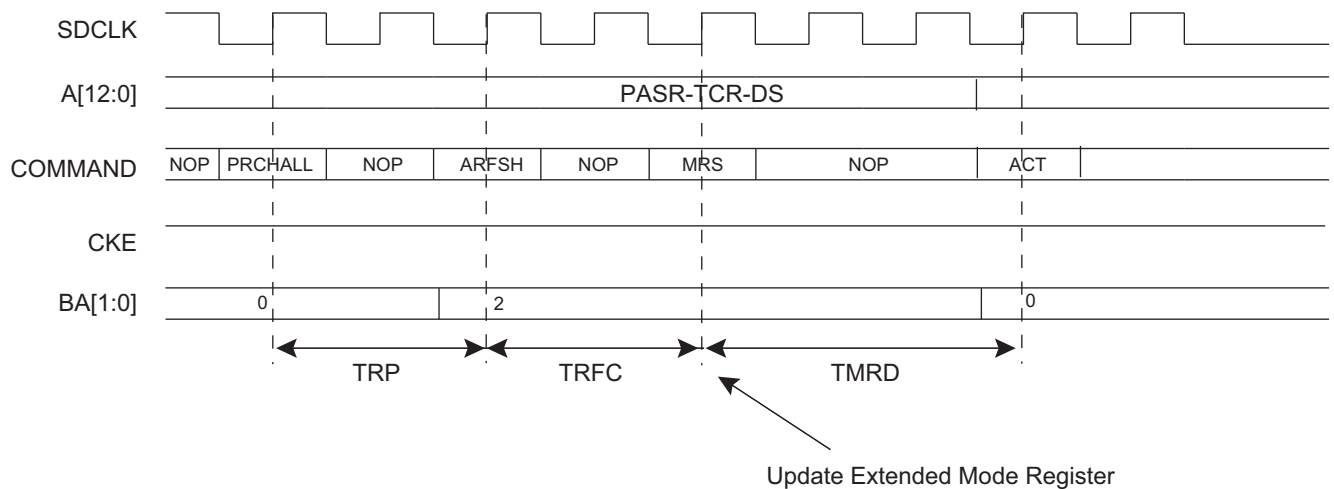 SDCLK
A[12:0]
PASR-TCR-DS
COMMAND
NOP PRCHALL NOP ARFSH NOP MRS NOP ACT
CKE
BA[1:0]
0 2 0
TRP TRFC TMRD
Update Extended Mode Register